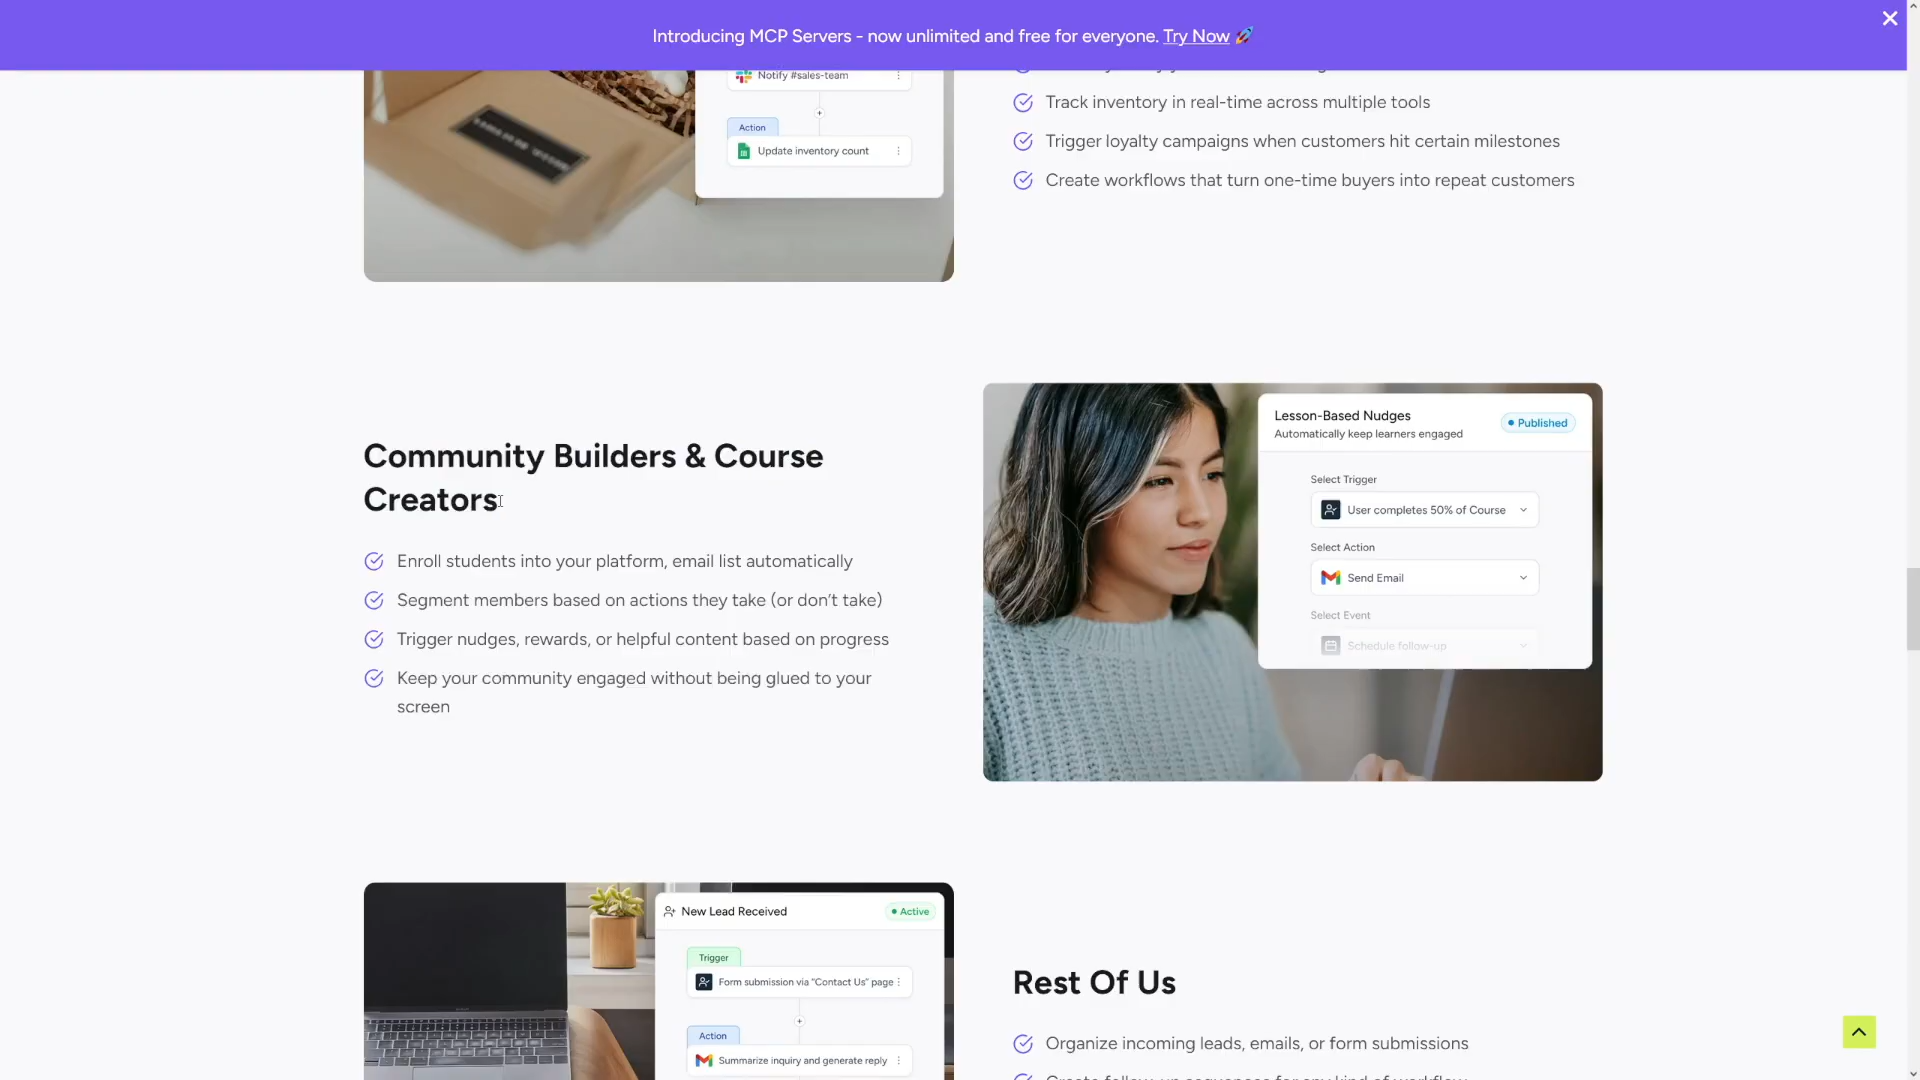 Introducing MCP Servers - now unlimited and free for everyone. Try Now 🚀
Notify #sales-team
Action
Update inventory count
Track inventory in real-time across multiple tools
Trigger loyalty campaigns when customers hit certain milestones
Create workflows that turn one-time buyers into repeat customers
Community Builders & Course
Creators
Enroll students into your platform, email list automatically
Segment members based on actions they take (or don’t take)
Trigger nudges, rewards, or helpful content based on progress
Keep your community engaged without being glued to your
screen
Lesson-Based Nudges
Published
Automatically keep learners engaged
Select Trigger
User completes 50% of Course
Select Action
Send Email
Select Event
Schedule follow-up
New Lead Received
Active
Trigger
Form submission via "Contact Us" page
Action
Summarize inquiry and generate reply
Rest Of Us
Organize incoming leads, emails, or form submissions